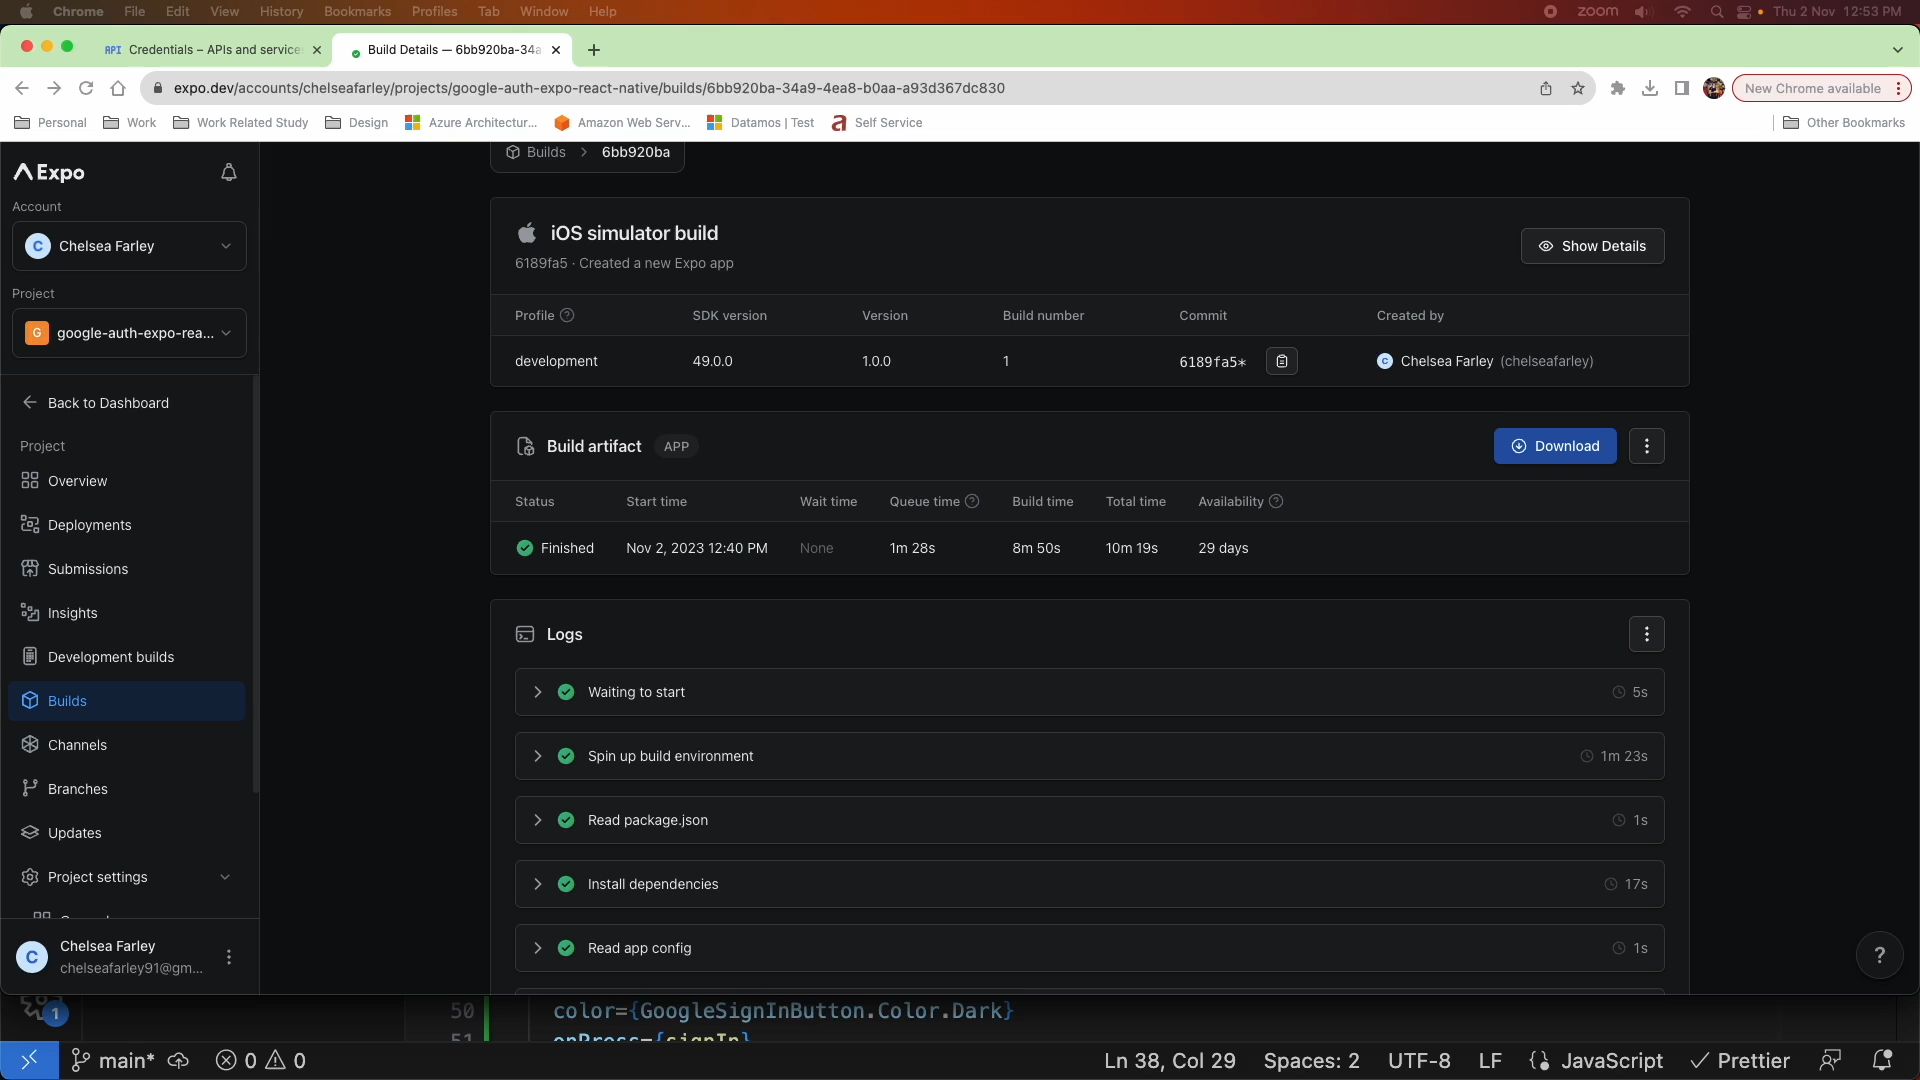 Chrome File Edit View History Bookmarks Profiles Tab Window Help zoom Thu 2 Nov 12:53 PM
API Credentials – APIs and service
Build Details — 6bb920ba-34a
expo.dev/accounts/chelseafarley/projects/google-auth-expo-react-native/builds/6bb920ba-34a9-4ea8-b0aa-a93d367dc830
New Chrome available
Personal Work Work Related Study Design Azure Architectur... Amazon Web Serv... Datamos | Test Self Service Other Bookmarks
Expo
Account
C Chelsea Farley
Project
G google-auth-expo-rea...
Back to Dashboard
Project
Overview
Deployments
Submissions
Insights
Development builds
Builds
Channels
Branches
Updates
Project settings
C Chelsea Farley
chelseafarley91@gm...
Builds 6bb920ba
iOS simulator build
6189fa5 · Created a new Expo app
Show Details
Profile SDK version Version Build number Commit Created by
development 49.0.0 1.0.0 1 6189fa5* C Chelsea Farley (chelseafarley)
Build artifact APP
Download
Status Start time Wait time Queue time Build time Total time Availability
Finished Nov 2, 2023 12:40 PM None 1m 28s 8m 50s 10m 19s 29 days
Logs
Waiting to start 5s
Spin up build environment 1m 23s
Read package.json 1s
Install dependencies 17s
Read app config 1s
?
1
50 color={GoogleSignInButton.Color.Dark}
51 onPress={signIn}
main* 0 0 Ln 38, Col 29 Spaces: 2 UTF-8 LF JavaScript Prettier